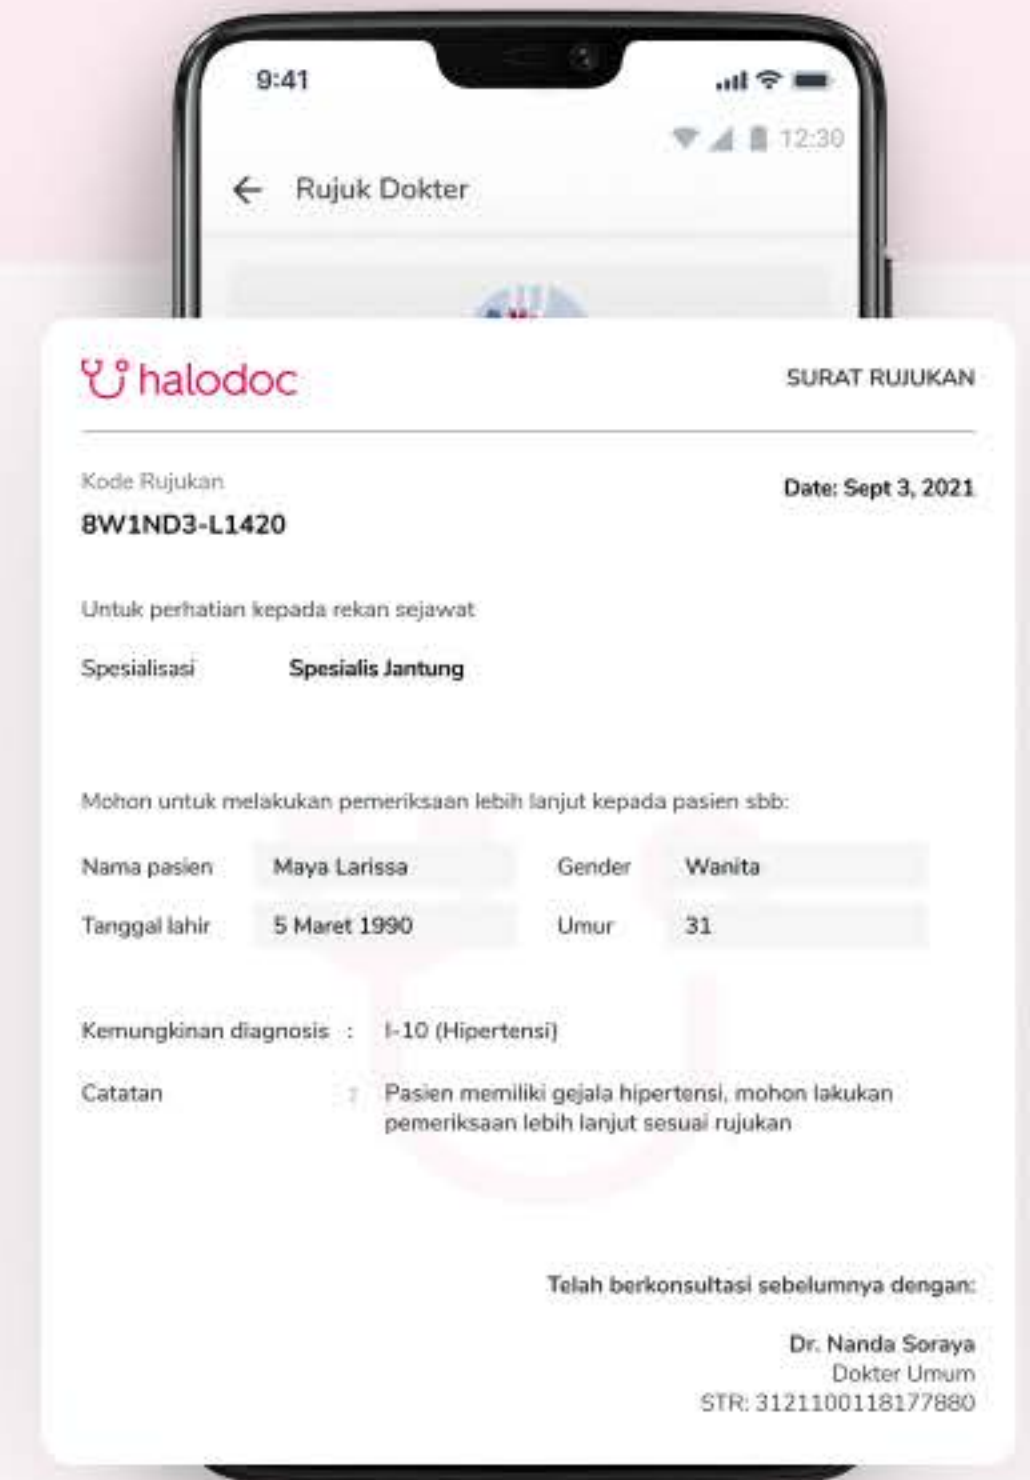 9:41
12:30
Rujuk Dokter
halodoc
SURAT RUJUKAN
Kode Rujukan
Date: Sept 3, 2021
8W1ND3-L1420
Untuk perhatian kepada rekan sejawat
Spesialisasi Spesialis Jantung
Mohon untuk melakukan pemeriksaan lebih lanjut kepada pasien sbb:
Nama pasien Maya Larissa Gender Wanita
Tanggal lahir 5 Maret 1990 Umur 31
Kemungkinan diagnosis : I-10 (Hipertensi)
Catatan : Pasien memiliki gejala hipertensi, mohon lakukan
pemeriksaan lebih lanjut sesuai rujukan
Telah berkonsultasi sebelumnya dengan:
Dr. Nanda Soraya
Dokter Umum
STR: 3121100118177880